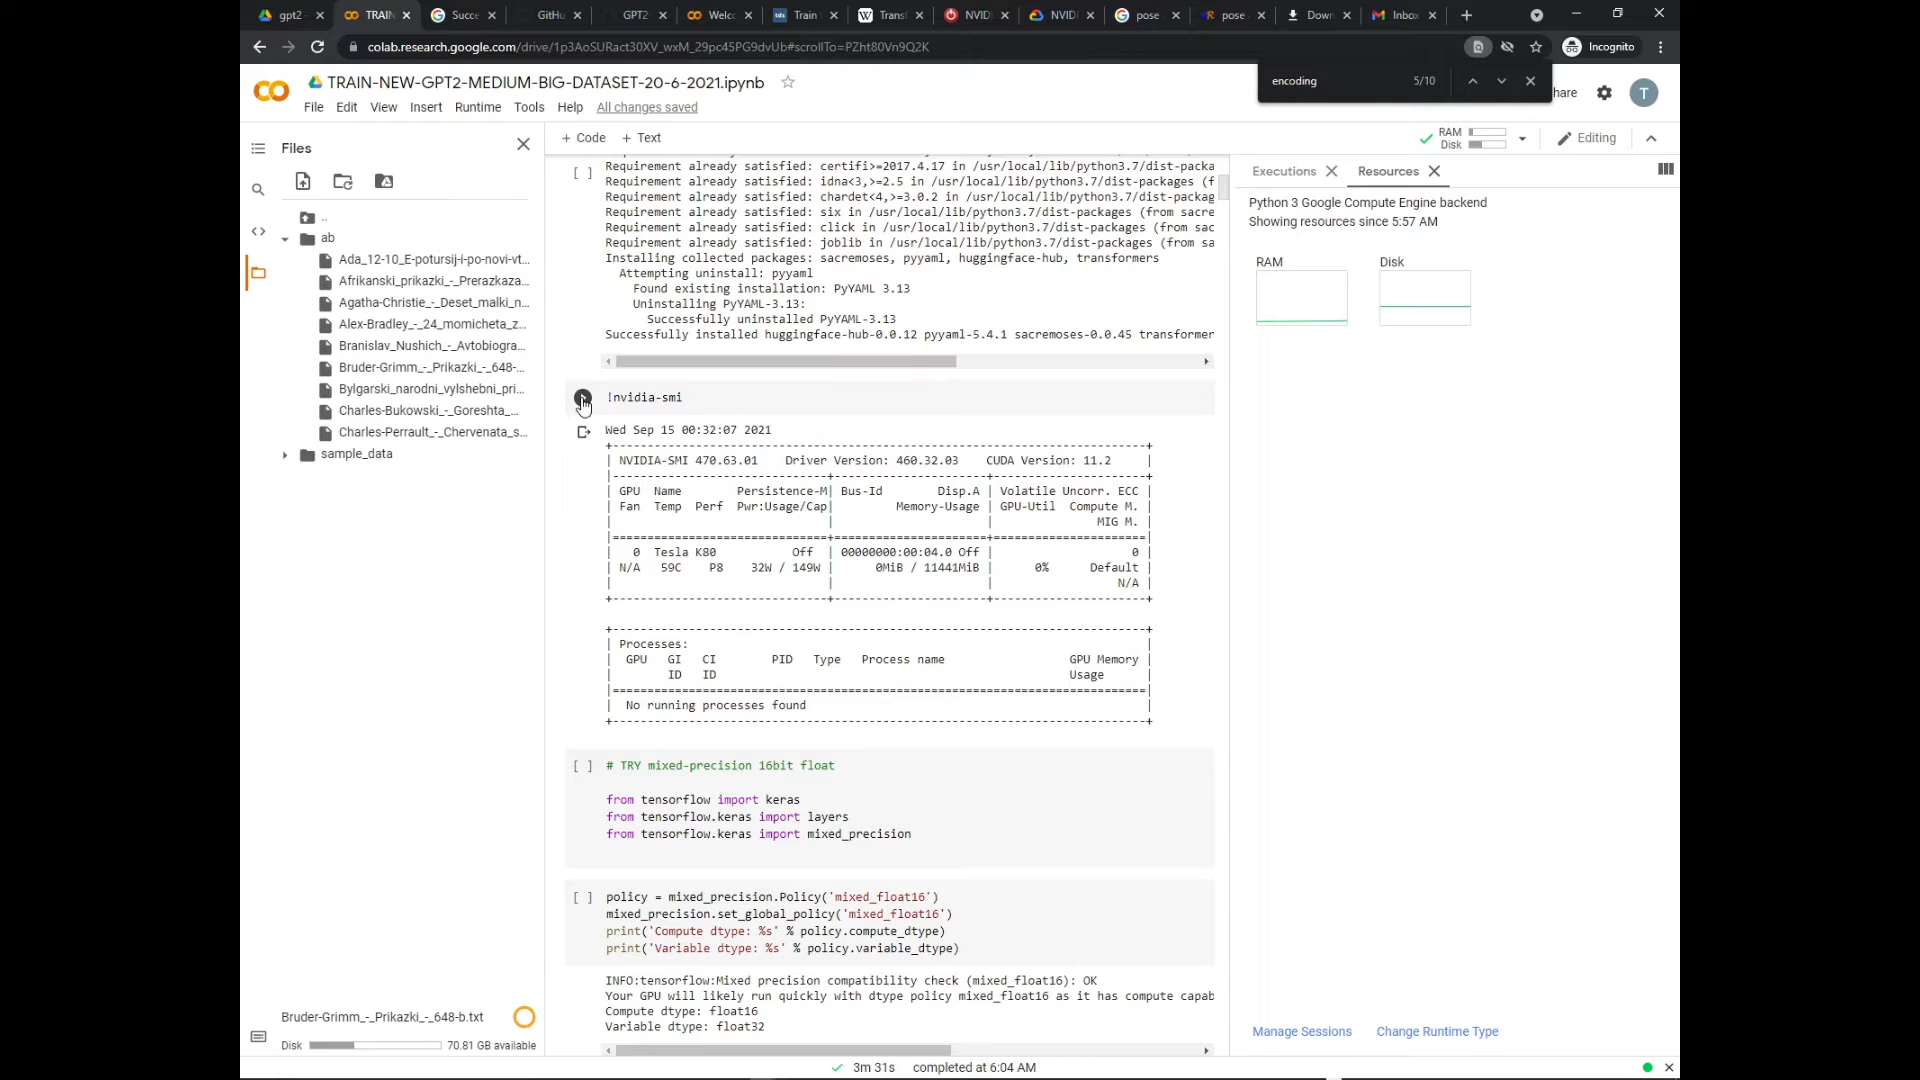 gpt2 -
TRAIN
Succe
GitHu
GPT2
Welc
Train
Transl
NVID
NVIDI
pose
pose
Down
Inbox
colab.research.google.com/drive/1p3AoSURact30XV_wxM_29pc45PG9dvUb#scrollTo=PZht80Vn9Q2K
Incognito
TRAIN-NEW-GPT2-MEDIUM-BIG-DATASET-20-6-2021.ipynb
encoding 5/10
hare
T
File Edit View Insert Runtime Tools Help All changes saved
+ Code + Text
RAM
Disk
Editing
Files
..
ab
Ada_12-10_E-potursij-i-po-novi-vt...
Afrikanski_prikazki_-_Prerazkaza...
Agatha-Christie_-_Deset_malki_n...
Alex-Bradley_-_24_momicheta_z...
Branislav_Nushich_-_Avtobiogra...
Bruder-Grimm_-_Prikazki_-_648-...
Bylgarski_narodni_vylshebni_pri...
Charles-Bukowski_-_Goreshta_...
Charles-Perrault_-_Chervenata_s...
sample_data
Bruder-Grimm_-_Prikazki_-_648-b.txt
Disk 70.81 GB available
[ ]
Requirement already satisfied: certifi>=2017.4.17 in /usr/local/lib/python3.7/dist-packa
Requirement already satisfied: idna<3,>=2.5 in /usr/local/lib/python3.7/dist-packages (f
Requirement already satisfied: chardet<4,>=3.0.2 in /usr/local/lib/python3.7/dist-packag
Requirement already satisfied: six in /usr/local/lib/python3.7/dist-packages (from sacre
Requirement already satisfied: click in /usr/local/lib/python3.7/dist-packages (from sac
Requirement already satisfied: joblib in /usr/local/lib/python3.7/dist-packages (from sa
Installing collected packages: sacremoses, pyyaml, huggingface-hub, transformers
Attempting uninstall: pyyaml
Found existing installation: PyYAML 3.13
Uninstalling PyYAML-3.13:
Successfully uninstalled PyYAML-3.13
Successfully installed huggingface-hub-0.0.12 pyyaml-5.4.1 sacremoses-0.0.45 transformer
!nvidia-smi
Wed Sep 15 00:32:07 2021
NVIDIA-SMI 470.63.01 Driver Version: 460.32.03 CUDA Version: 11.2
GPU Name Persistence-M| Bus-Id Disp.A | Volatile Uncorr. ECC
Fan Temp Perf Pwr:Usage/Cap| Memory-Usage | GPU-Util Compute M.
MIG M.
0 Tesla K80 Off | 00000000:00:04.0 Off | 0
N/A 59C P8 32W / 149W | 0MiB / 11441MiB | 0% Default
N/A
Processes:
GPU GI CI PID Type Process name GPU Memory
ID ID Usage
No running processes found
[ ] # TRY mixed-precision 16bit float
from tensorflow import keras
from tensorflow.keras import layers
from tensorflow.keras import mixed_precision
[ ] policy = mixed_precision.Policy('mixed_float16')
mixed_precision.set_global_policy('mixed_float16')
print('Compute dtype: %s' % policy.compute_dtype)
print('Variable dtype: %s' % policy.variable_dtype)
INFO:tensorflow:Mixed precision compatibility check (mixed_float16): OK
Your GPU will likely run quickly with dtype policy mixed_float16 as it has compute capab
Compute dtype: float16
Variable dtype: float32
Executions Resources
Python 3 Google Compute Engine backend
Showing resources since 5:57 AM
RAM Disk
Manage Sessions Change Runtime Type
3m 31s completed at 6:04 AM